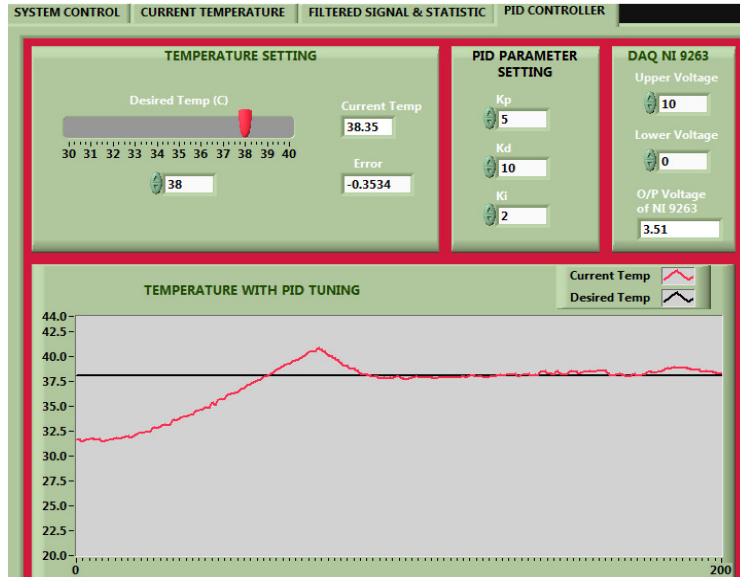 SYSTEM CONTROL CURRENT TEMPERATURE FILTERED SIGNAL & STATISTIC PID CONTROLLER
TEMPERATURE SETTING
Desired Temp (C)
30 31 32 33 34 35 36 37 38 39 40
38
Current Temp
38.35
Error
-0.3534
PID PARAMETER
SETTING
Kp
5
Kd
10
Ki
2
DAQ NI 9263
Upper Voltage
10
Lower Voltage
0
O/P Voltage
of NI 9263
3.51
TEMPERATURE WITH PID TUNING
Current Temp
Desired Temp
44.0
42.5
40.0
37.5
35.0
32.5
30.0
27.5
25.0
22.5
20.0
0 200